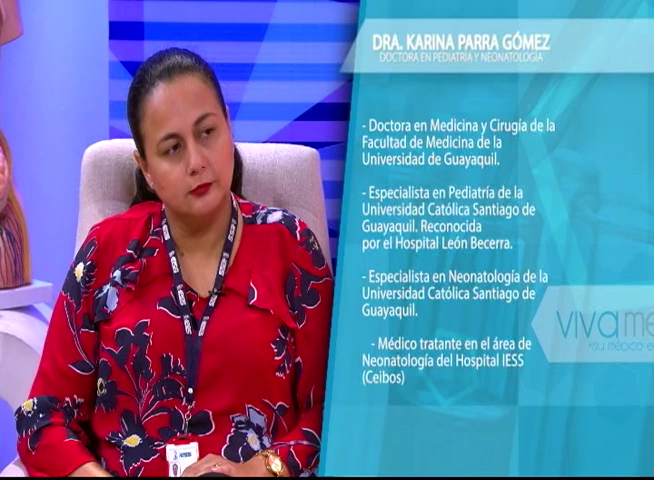 DRA. KARINA PARRA GÓMEZ
DOCTORA EN PEDIATRÍA Y NEONATOLOGÍA
- Doctora en Medicina y Cirugía de la
Facultad de Medicina de la
Universidad de Guayaquil.
- Especialista en Pediatría de la
Universidad Católica Santiago de
Guayaquil. Reconocida
por el Hospital León Becerra.
- Especialista en Neonatología de la
Universidad Católica Santiago de
Guayaquil.
- Médico tratante en el área de
Neonatología del Hospital IESS
(Ceibos)
vivame
médico e
IESS